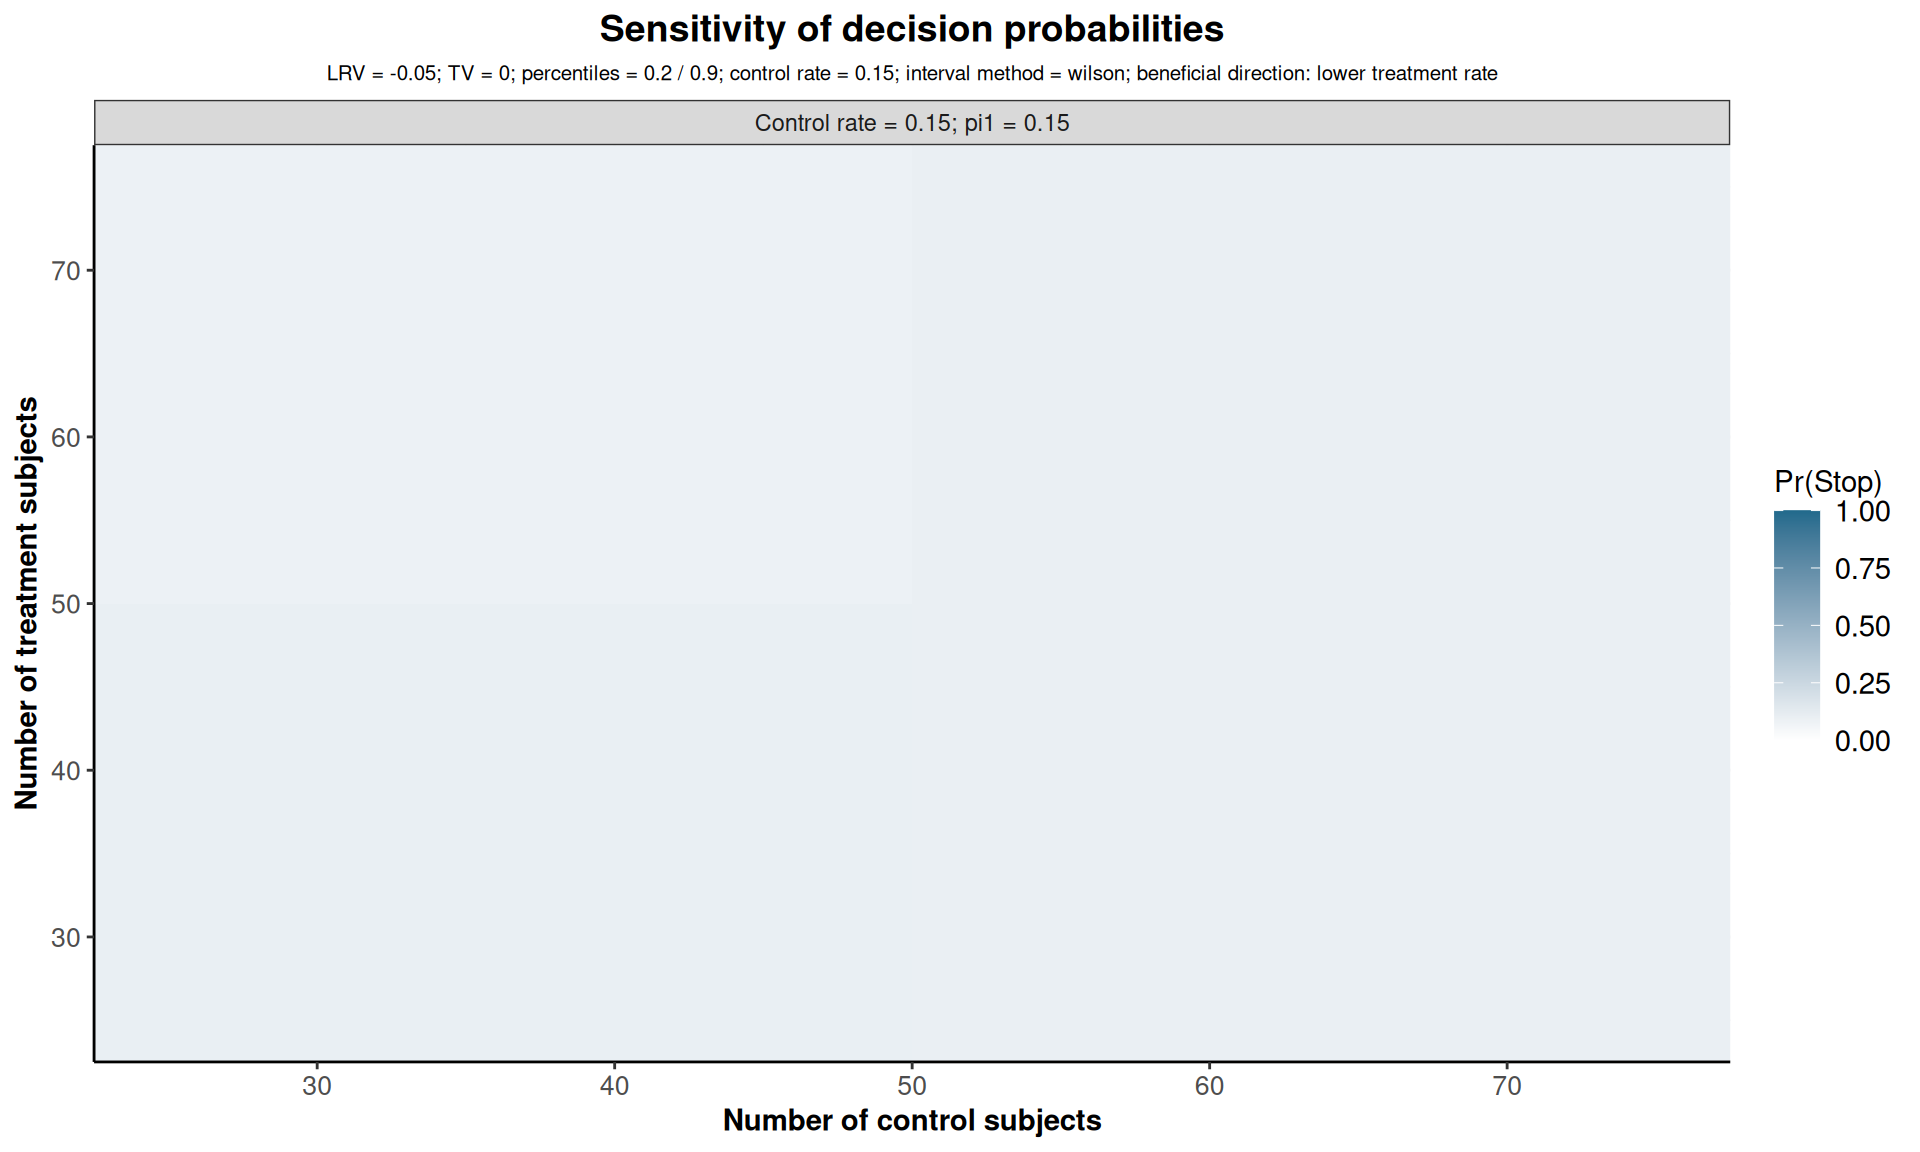 Sensitivity of decision probabilities
LRV = -0.05; TV = 0; percentiles = 0.2 / 0.9; control rate = 0.15; interval method = wilson; beneficial direction: lower treatment rate
Control rate = 0.15; pi1 = 0.15
Number of treatment subjects
70
60
50
40
30
30
40
50
60
70
Number of control subjects
Pr(Stop)
1.00
0.75
0.50
0.25
0.00